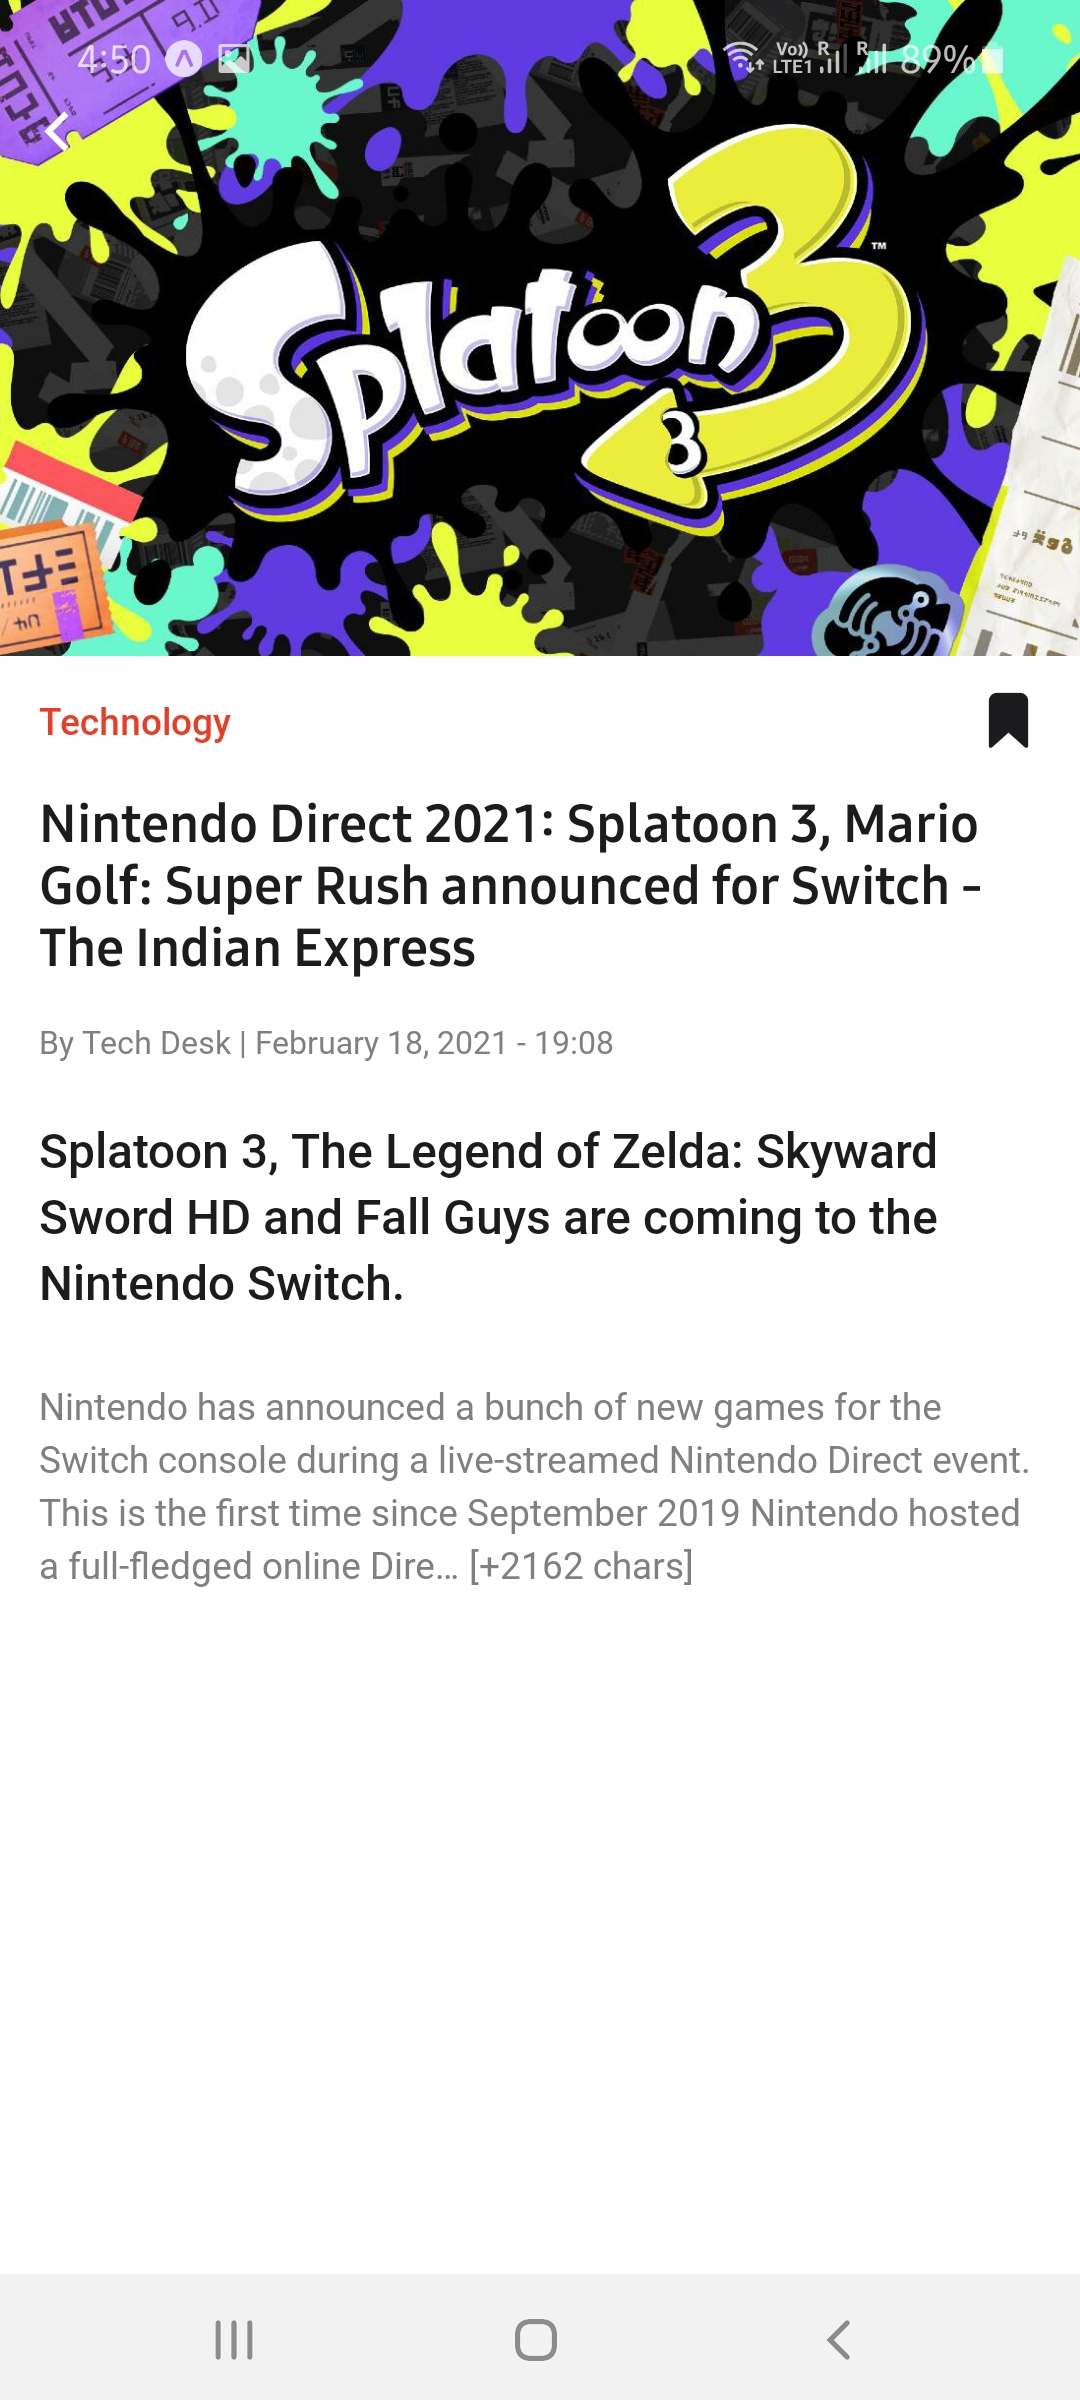 4:50
Vo)) R R 89%
LTE1
Splatoon 3
TM
3
Technology
Nintendo Direct 2021: Splatoon 3, Mario
Golf: Super Rush announced for Switch -
The Indian Express
By Tech Desk | February 18, 2021 - 19:08
Splatoon 3, The Legend of Zelda: Skyward
Sword HD and Fall Guys are coming to the
Nintendo Switch.
Nintendo has announced a bunch of new games for the
Switch console during a live-streamed Nintendo Direct event.
This is the first time since September 2019 Nintendo hosted
a full-fledged online Dire… [+2162 chars]